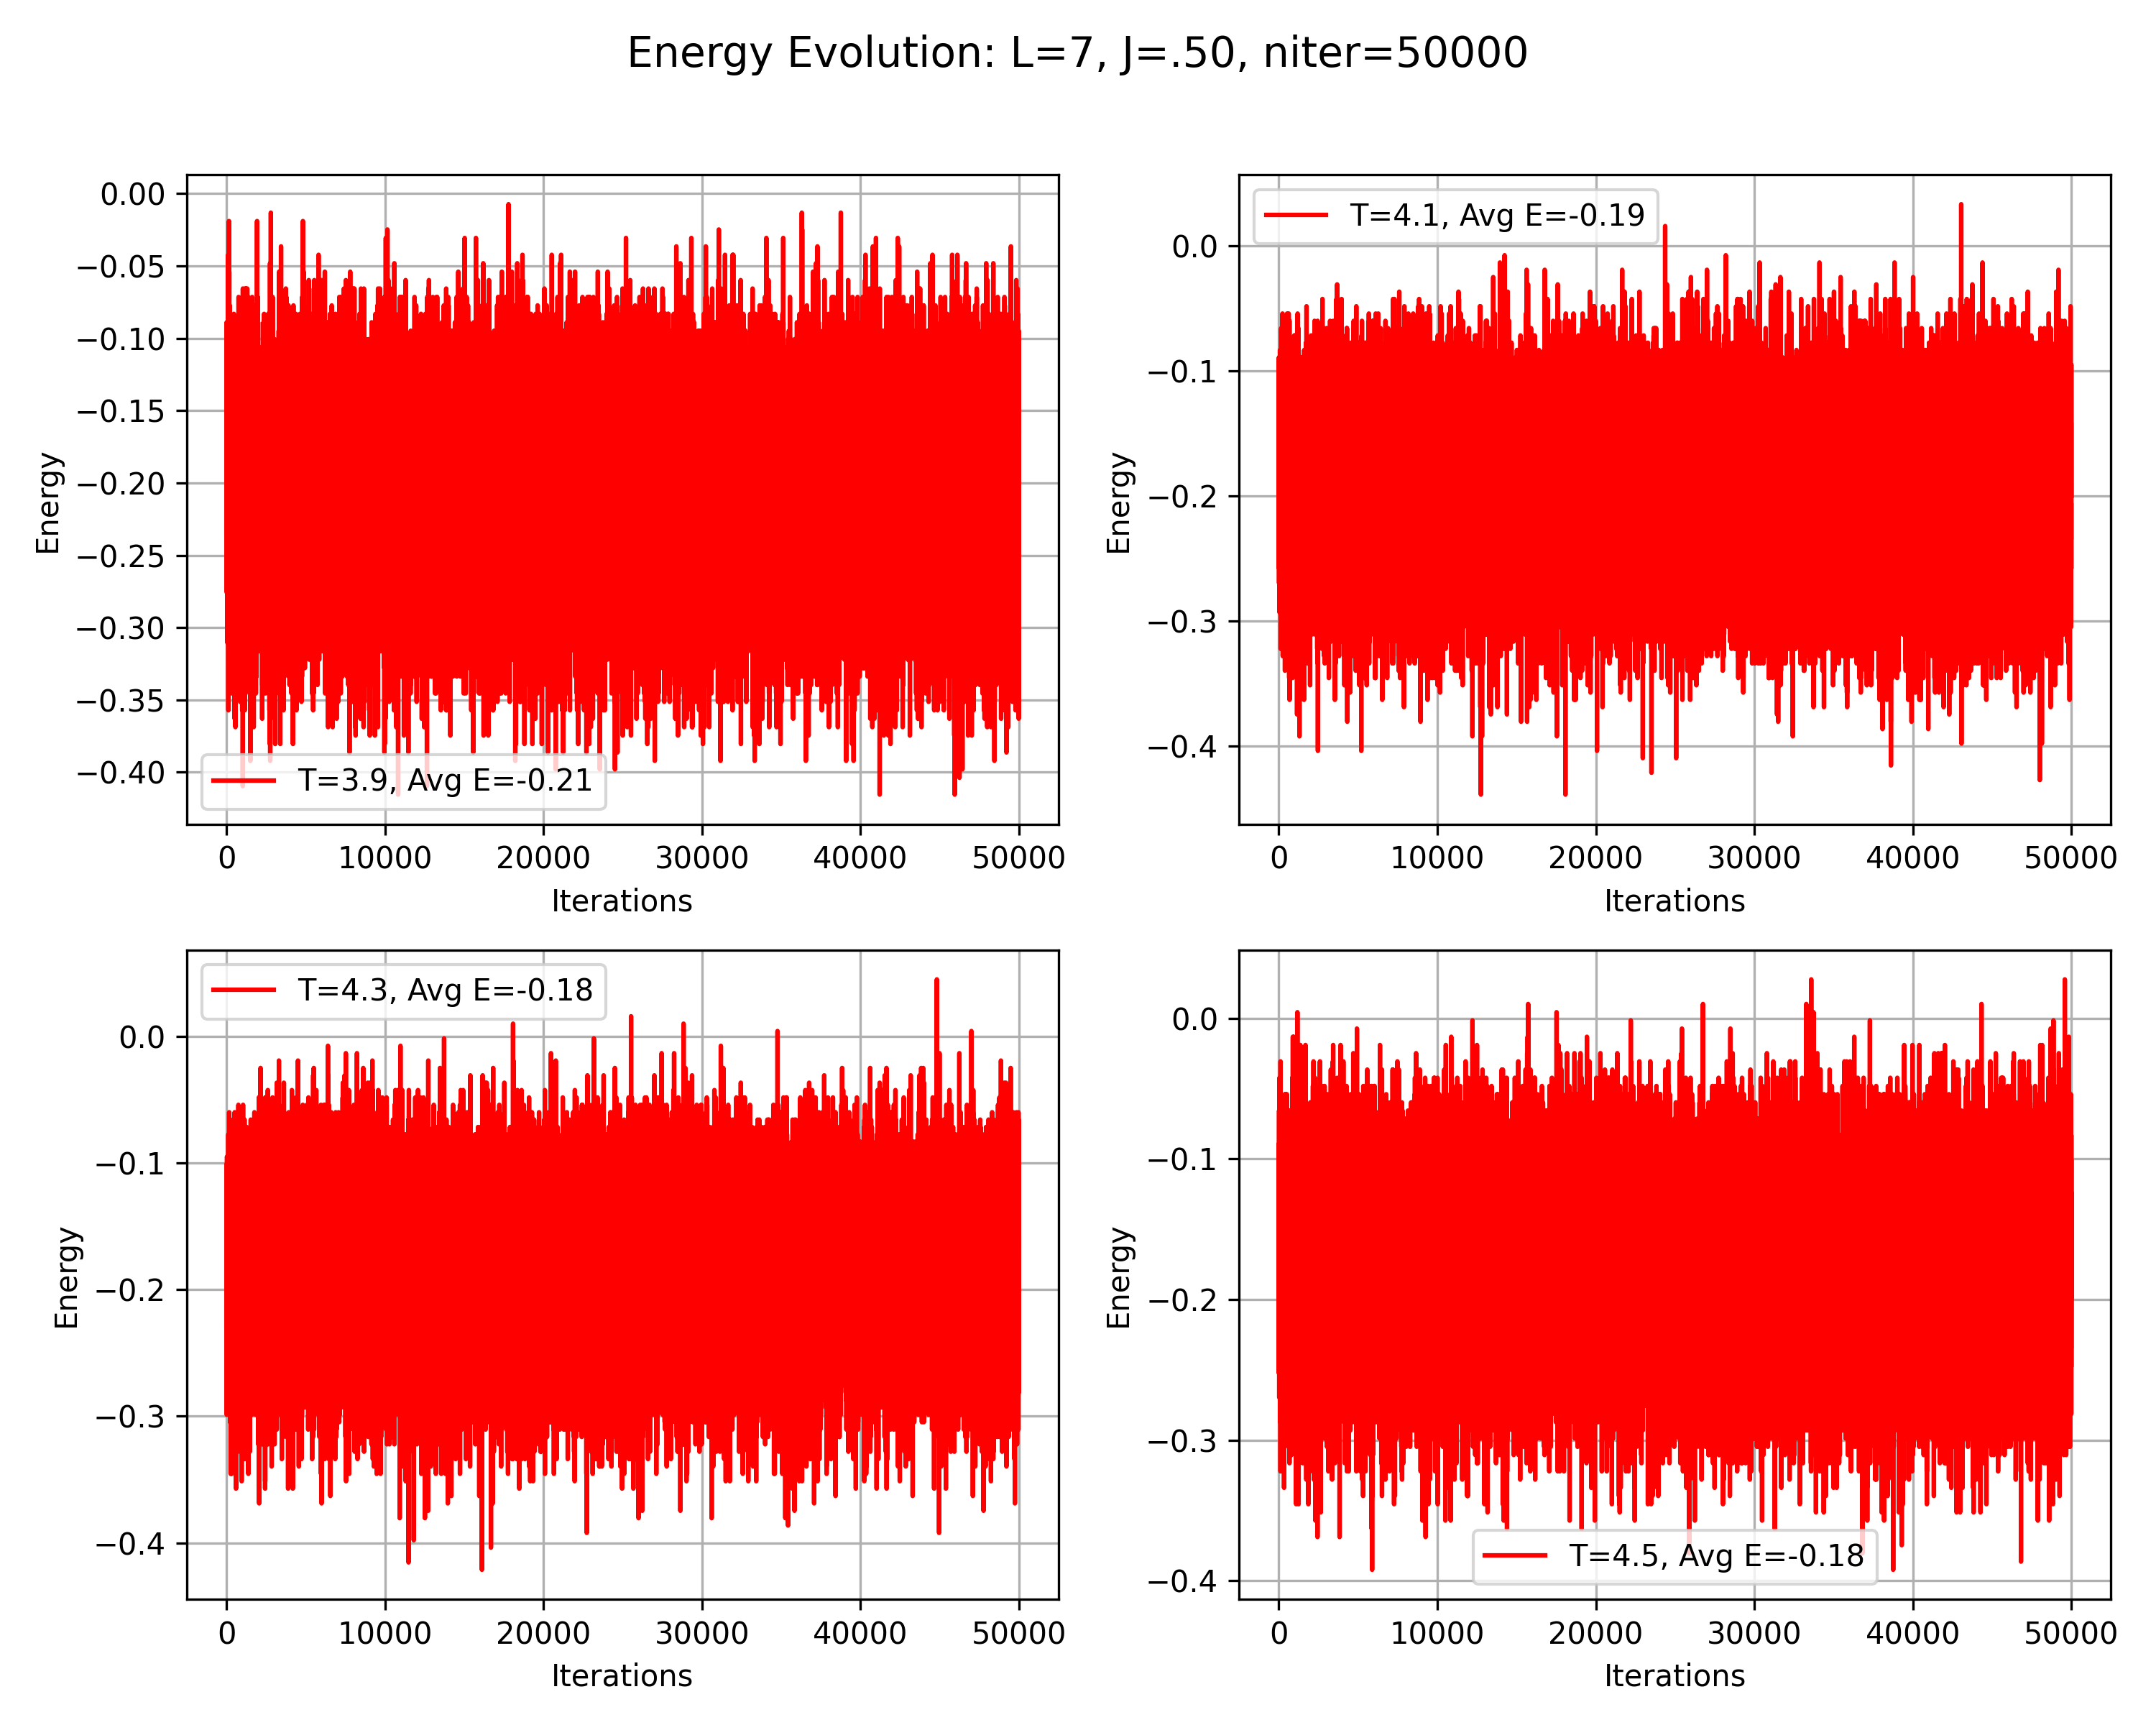 Energy Evolution: L=7, J=.50, niter=50000
0.00
−0.05
−0.10
−0.15
−0.20
−0.25
−0.30
−0.35
−0.40
Energy
T=3.9, Avg E=-0.21
0 10000 20000 30000 40000 50000
Iterations
T=4.1, Avg E=-0.19
0.0
−0.1
−0.2
−0.3
−0.4
Energy
0 10000 20000 30000 40000 50000
Iterations
T=4.3, Avg E=-0.18
0.0
−0.1
−0.2
−0.3
−0.4
Energy
0 10000 20000 30000 40000 50000
Iterations
0.0
−0.1
−0.2
−0.3
−0.4
Energy
T=4.5, Avg E=-0.18
0 10000 20000 30000 40000 50000
Iterations